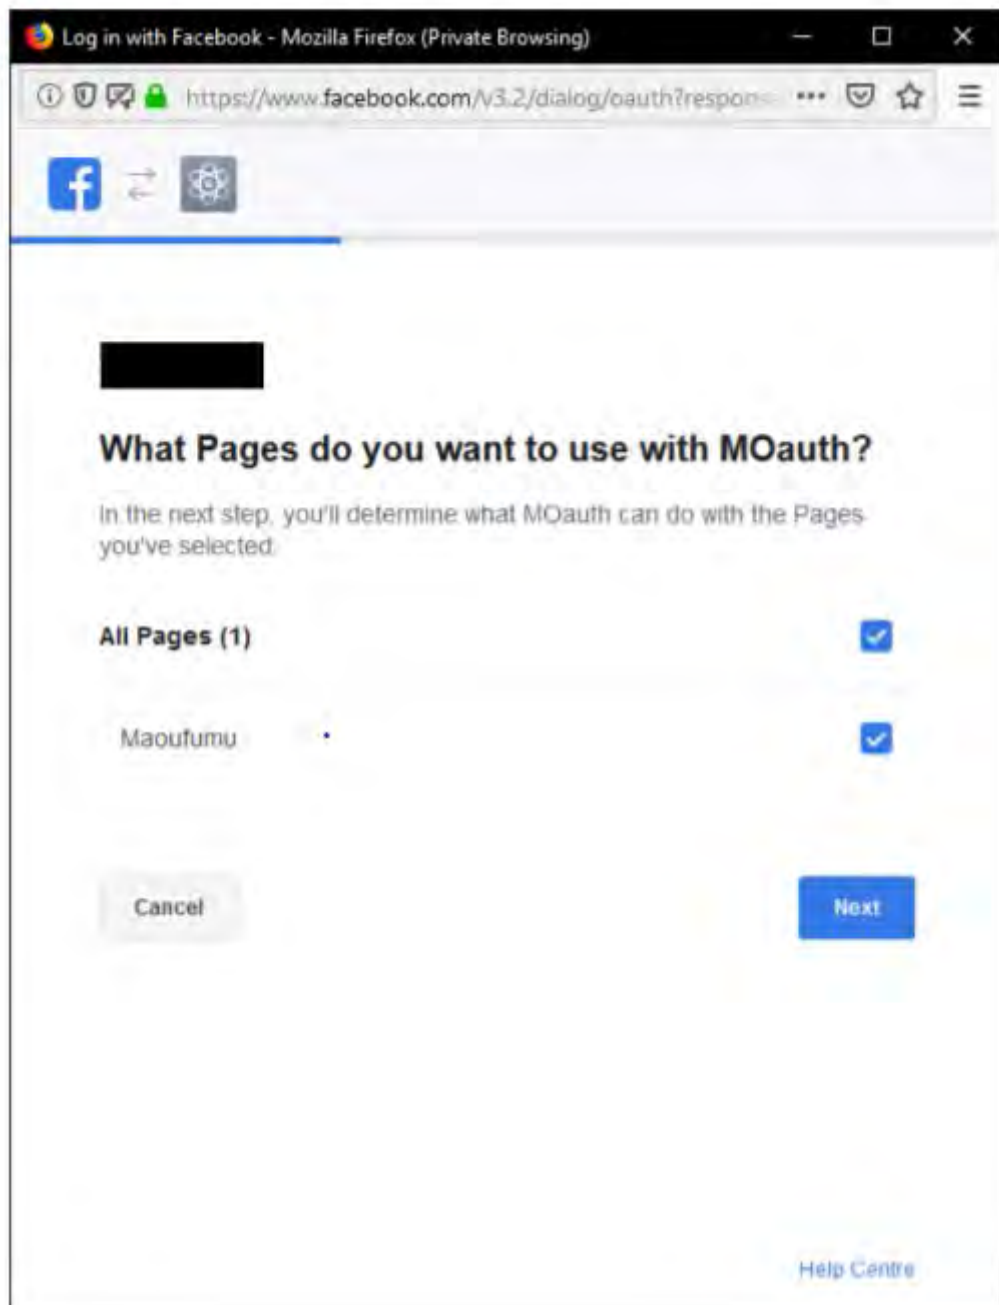 Log in with Facebook - Mozilla Firefox (Private Browsing)
https://www.facebook.com/v3.2/dialog/oauth?respons
What Pages do you want to use with MOauth?
In the next step, you'll determine what MOauth can do with the Pages
you've selected.
All Pages (1)
Maoufumu
Cancel
Next
Help Centre